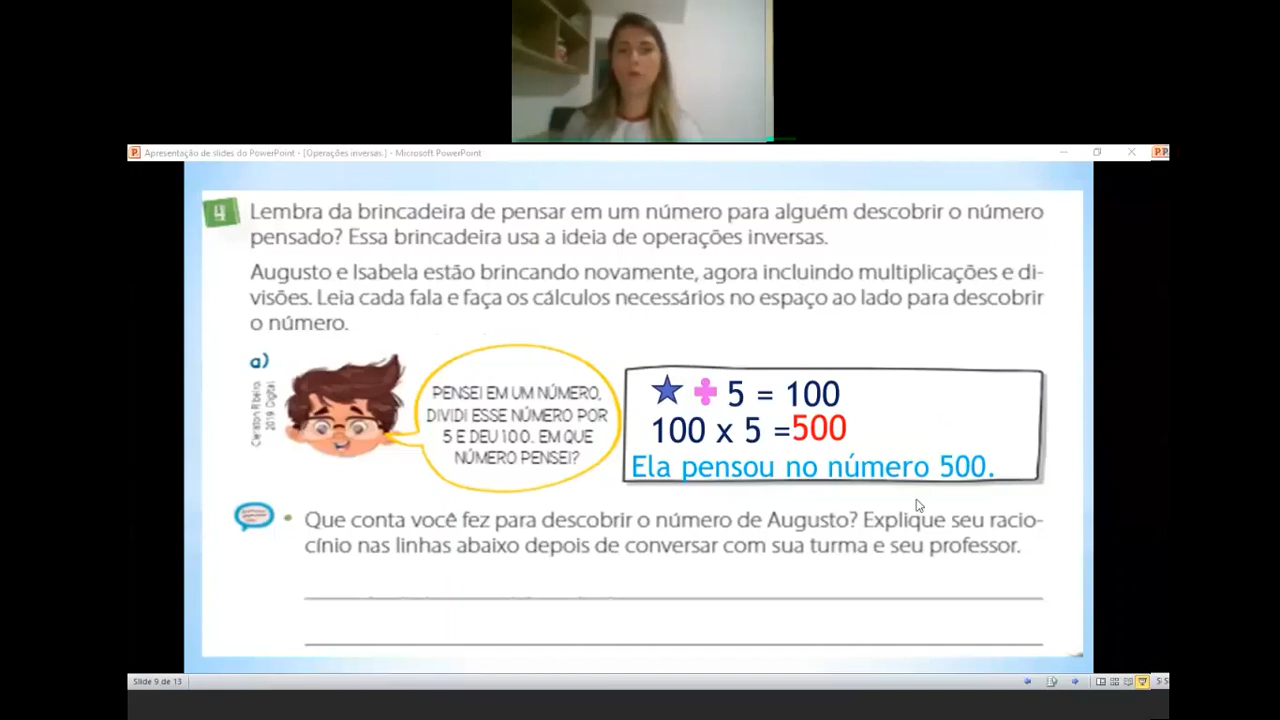 Apresentação de slides do PowerPoint - [Operações inversas.] - Microsoft PowerPoint
4
Lembra da brincadeira de pensar em um número para alguém descobrir o número
pensado? Essa brincadeira usa a ideia de operações inversas.
Augusto e Isabela estão brincando novamente, agora incluindo multiplicações e di-
visões. Leia cada fala e faça os cálculos necessários no espaço ao lado para descobrir
o número.
a)
2019. Digital
PENSEI EM UM NÚMERO,
DIVIDI ESSE NÚMERO POR
5 E DEU 100. EM QUE
NÚMERO PENSEI?
★ ÷ 5 = 100
100 x 5 =500
Ela pensou no número 500.
• Que conta você fez para descobrir o número de Augusto? Explique seu racio-
cínio nas linhas abaixo depois de conversar com sua turma e seu professor.
Slide 9 de 13